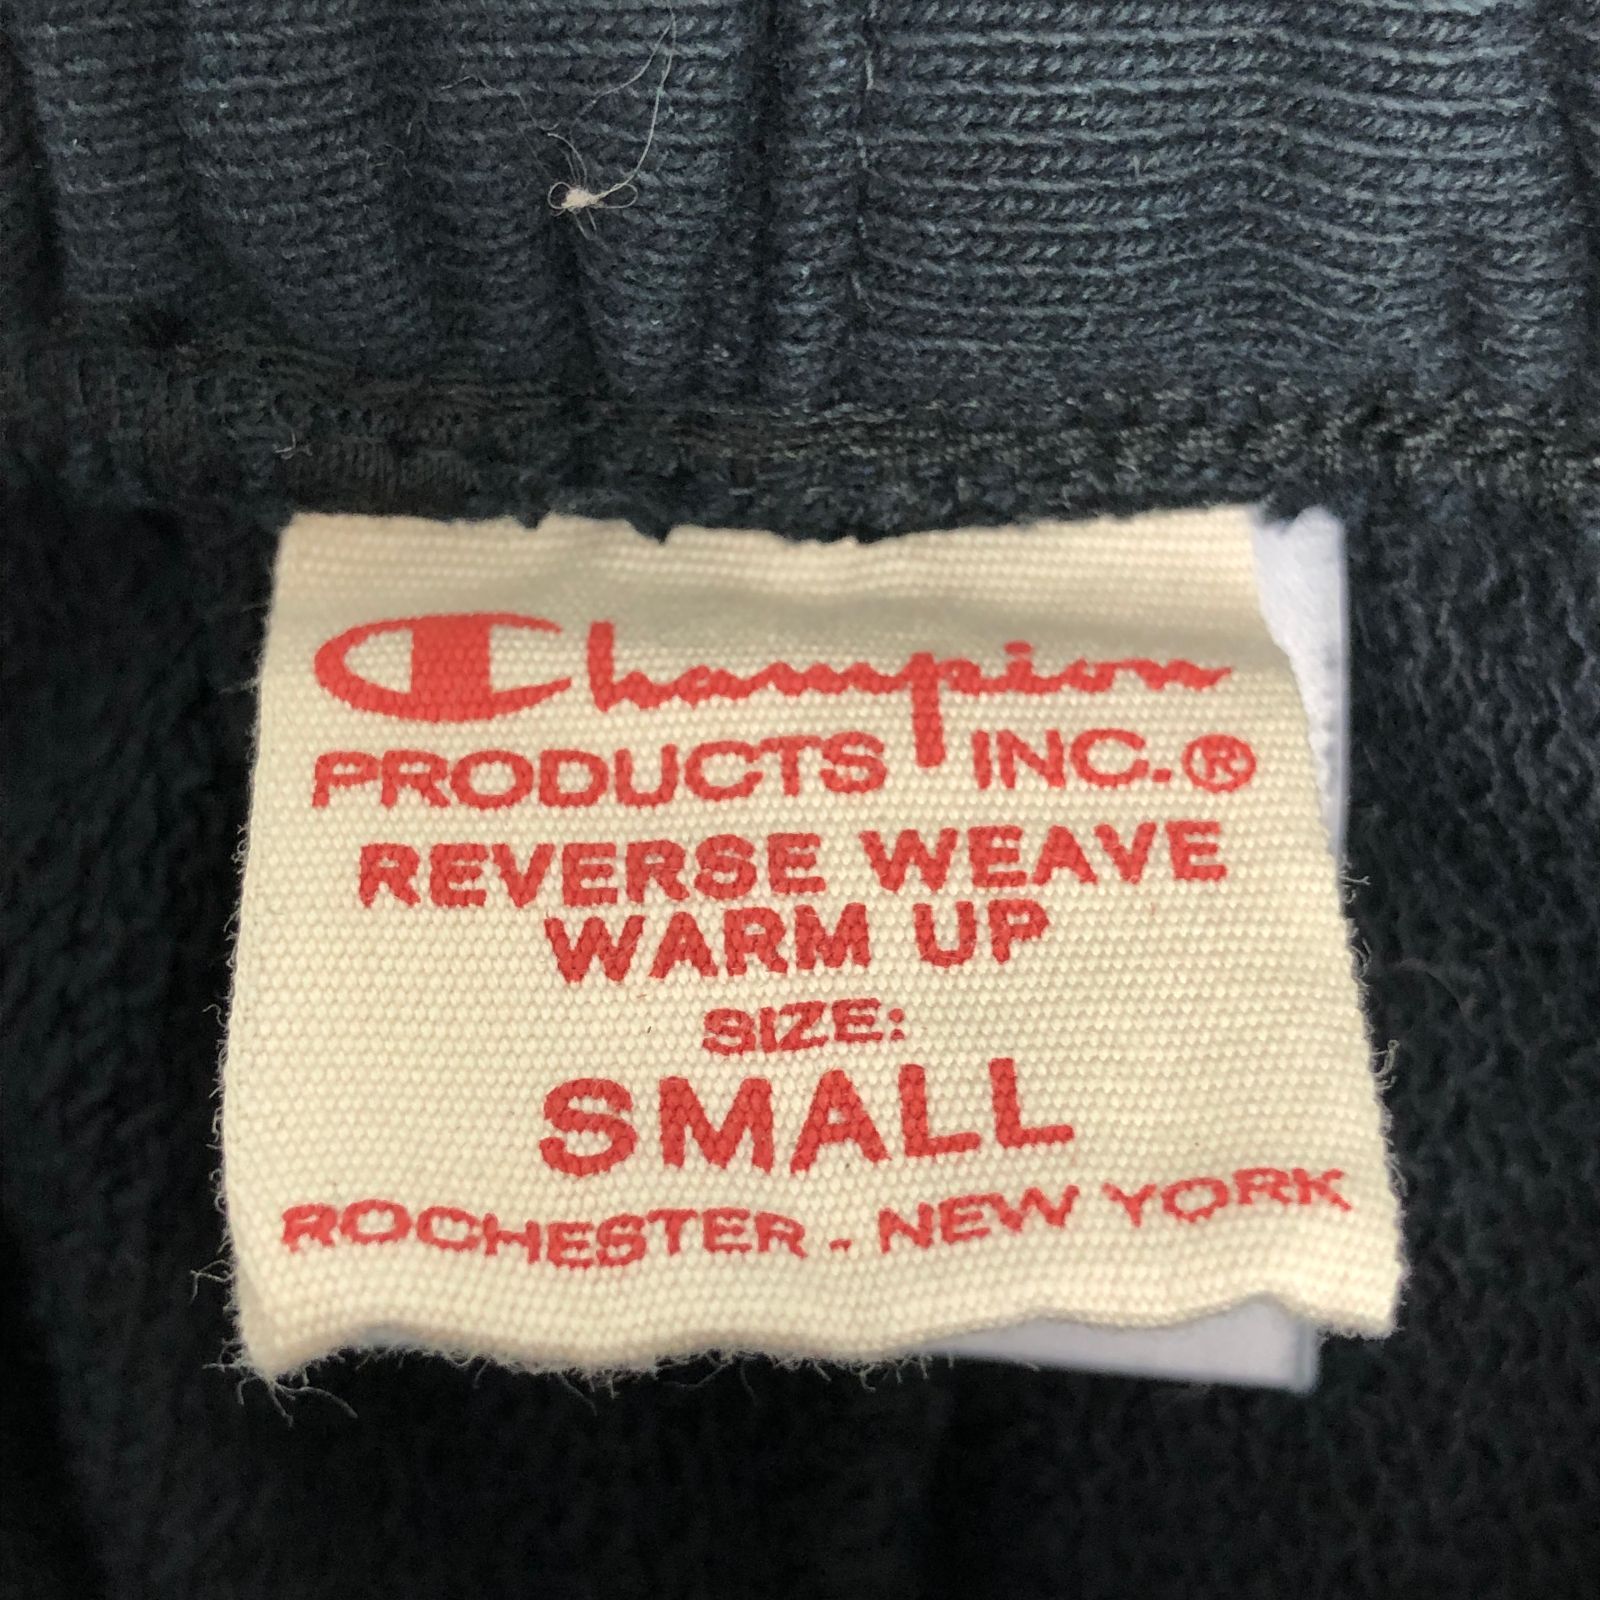 Champion
PRODUCTS INC.®
REVERSE WEAVE
WARM UP
SIZE:
SMALL
ROCHESTER - NEW YORK